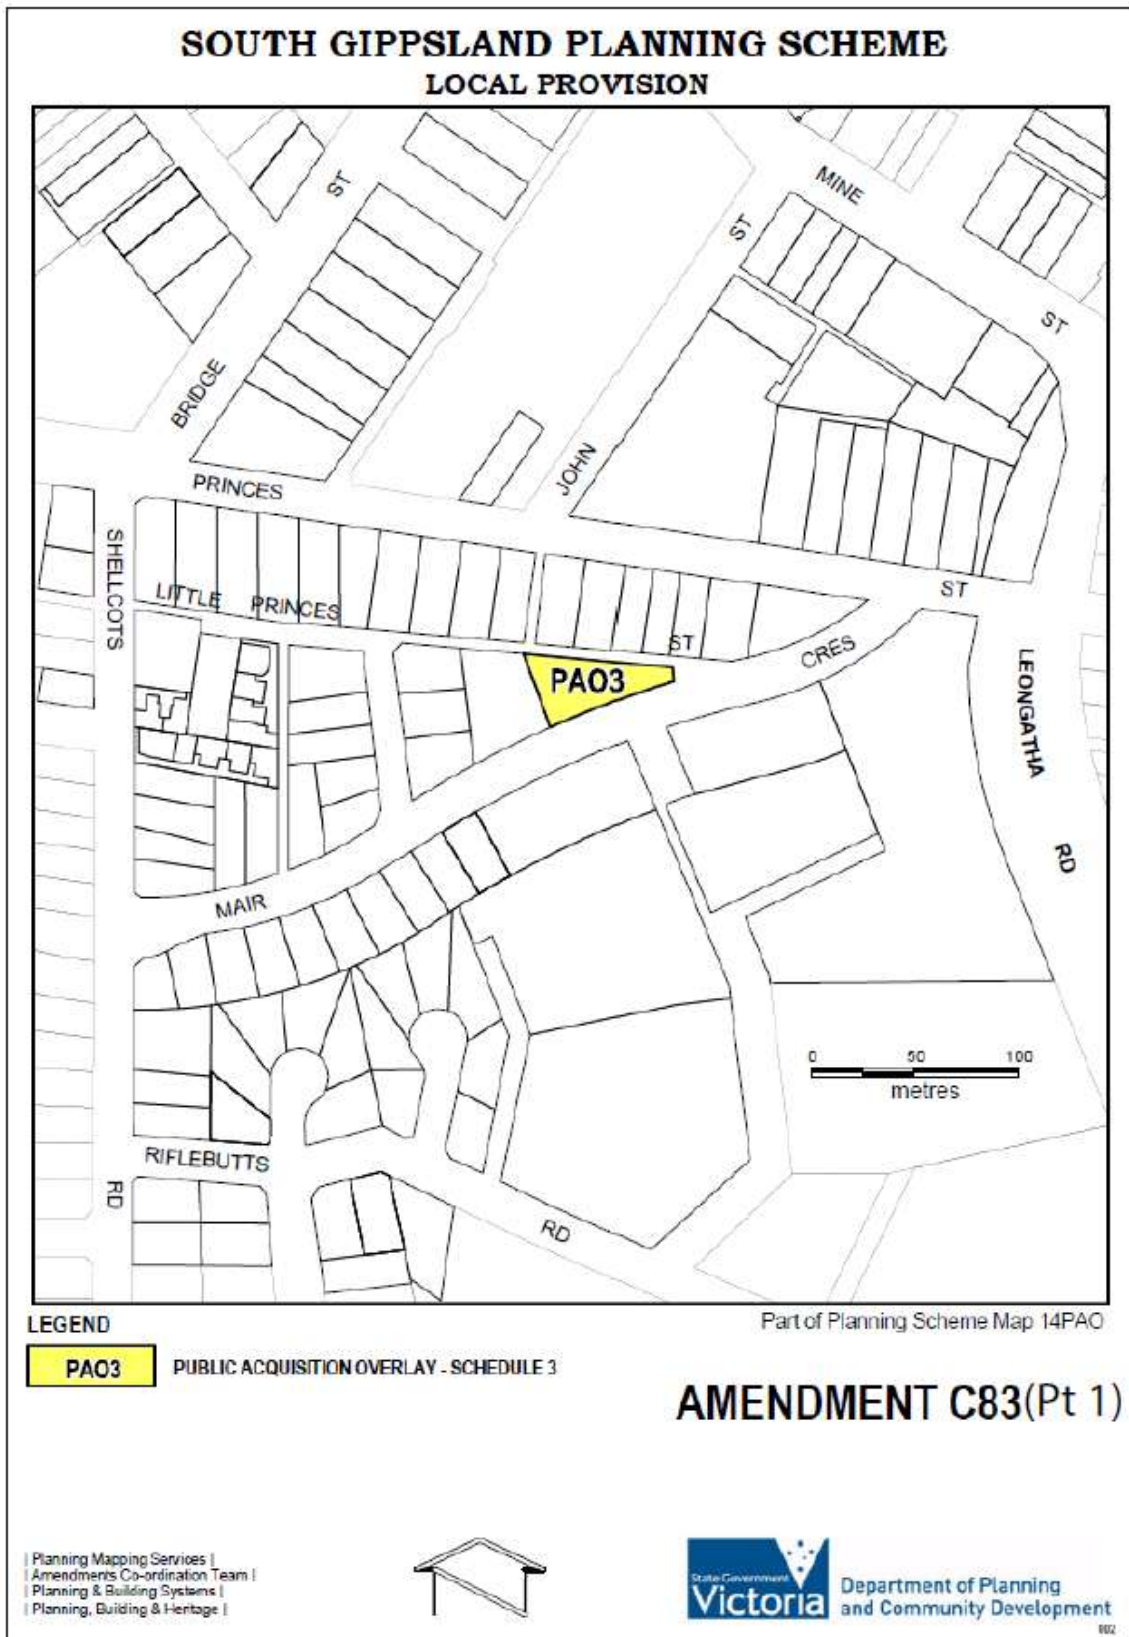 SOUTH GIPPSLAND PLANNING SCHEME
LOCAL PROVISION
ST
MINE
ST
ST
BRIDGE
JOHN
PRINCES
SHELLCOTS
ST
LITTLE PRINCES
ST
CRES
PAO3
LEONGATHA
RD
MAIR
0 50 100
metres
RIFLEBUTTS
RD
RD
LEGEND
Part of Planning Scheme Map 14PAO
PAO3 PUBLIC ACQUISITION OVERLAY - SCHEDULE 3
AMENDMENT C83(Pt 1)
| Planning Mapping Services |
| Amendments Co-ordination Team |
| Planning & Building Systems |
| Planning, Building & Heritage |
State Government
Victoria
Department of Planning
and Community Development
002